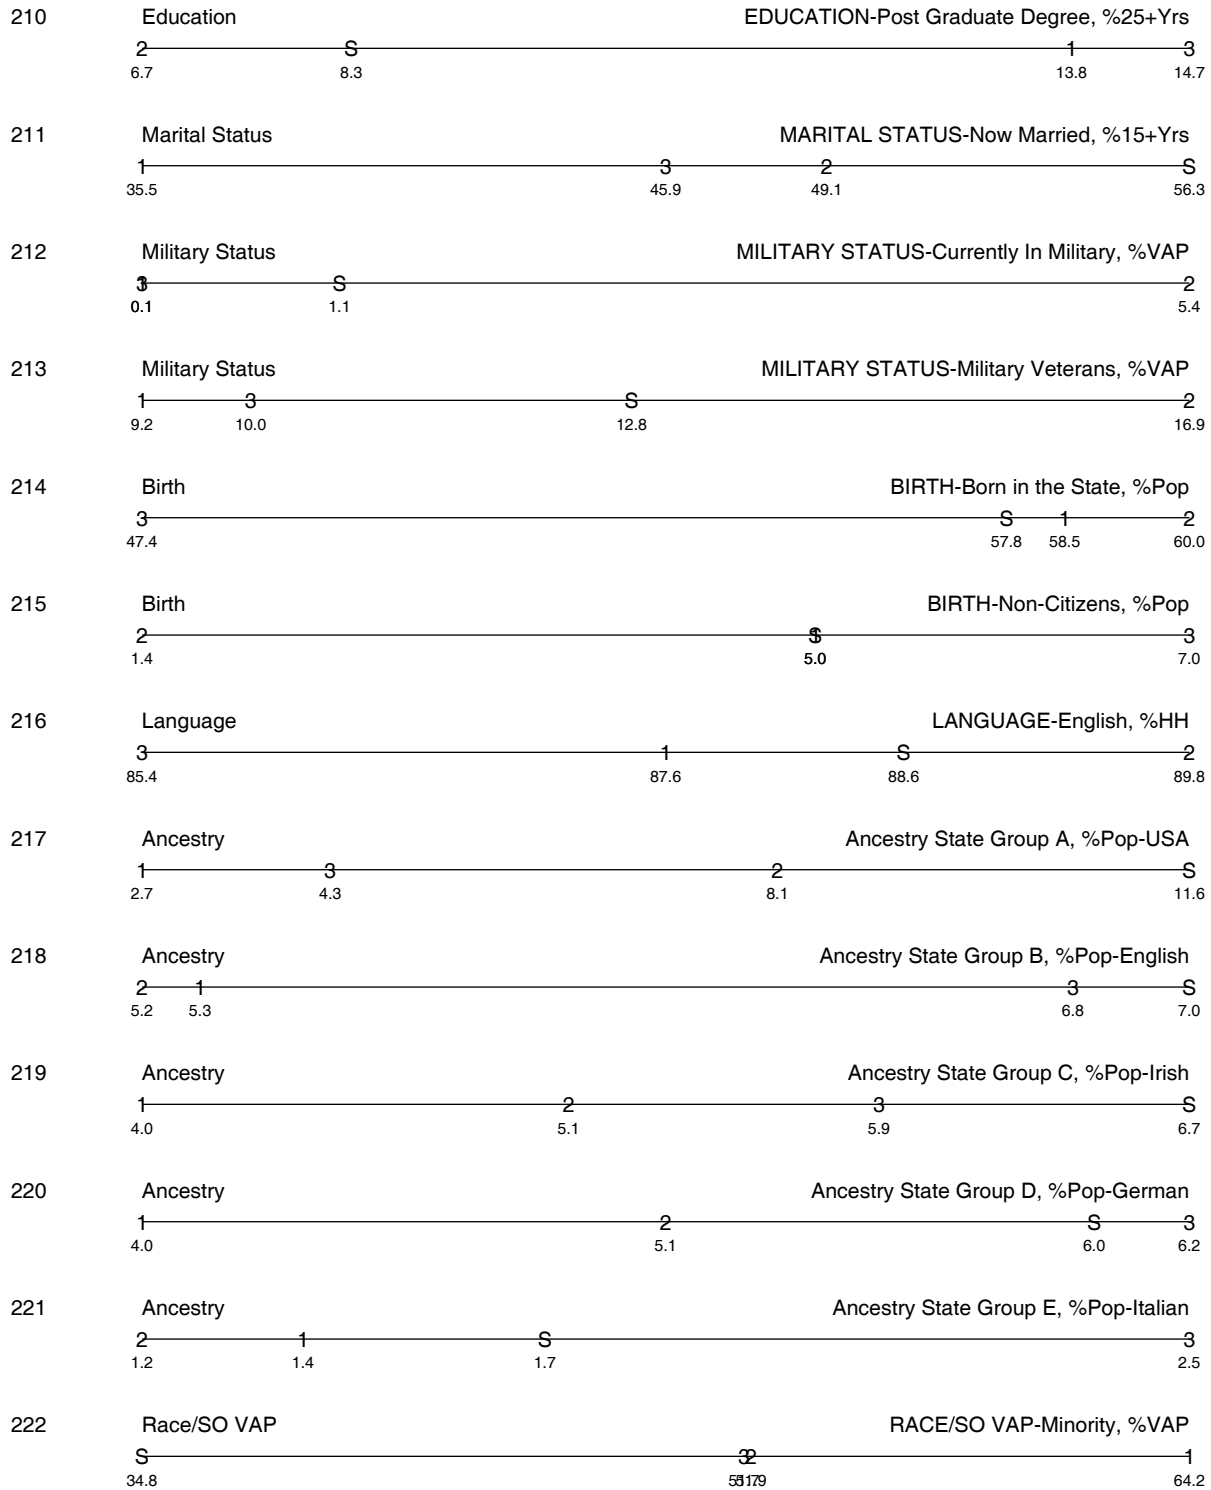 210 Education EDUCATION-Post Graduate Degree, %25+Yrs
2 S 1 3
6.7 8.3 13.8 14.7
211 Marital Status MARITAL STATUS-Now Married, %15+Yrs
1 3 2 S
35.5 45.9 49.1 56.3
212 Military Status MILITARY STATUS-Currently In Military, %VAP
1 3 S 2
0.1 1.1 5.4
213 Military Status MILITARY STATUS-Military Veterans, %VAP
1 3 S 2
9.2 10.0 12.8 16.9
214 Birth BIRTH-Born in the State, %Pop
3 S 1 2
47.4 57.8 58.5 60.0
215 Birth BIRTH-Non-Citizens, %Pop
2 S 1 3
1.4 5.0 7.0
216 Language LANGUAGE-English, %HH
3 1 S 2
85.4 87.6 88.6 89.8
217 Ancestry Ancestry State Group A, %Pop-USA
1 3 2 S
2.7 4.3 8.1 11.6
218 Ancestry Ancestry State Group B, %Pop-English
2 1 3 S
5.2 5.3 6.8 7.0
219 Ancestry Ancestry State Group C, %Pop-Irish
1 2 3 S
4.0 5.1 5.9 6.7
220 Ancestry Ancestry State Group D, %Pop-German
1 2 S 3
4.0 5.1 6.0 6.2
221 Ancestry Ancestry State Group E, %Pop-Italian
2 1 S 3
1.2 1.4 1.7 2.5
222 Race/SO VAP RACE/SO VAP-Minority, %VAP
S 3 2 1
34.8 64.2